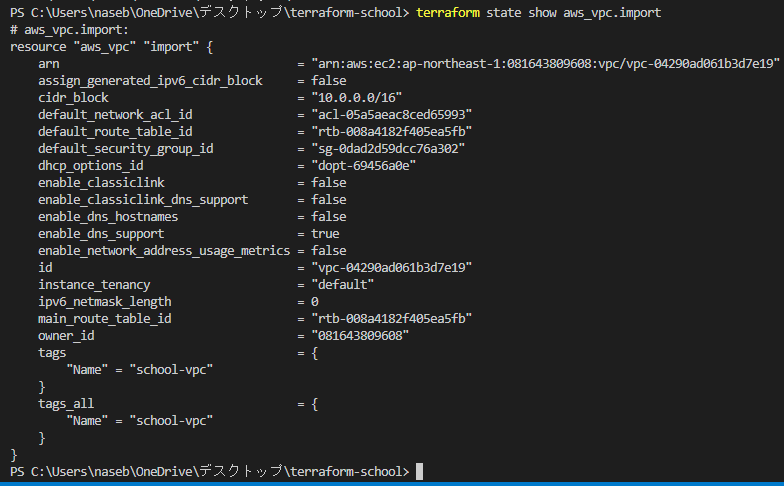 PS C:\Users\naseb\OneDrive\デスクトップ\terraform-school> terraform state show aws_vpc.import
# aws_vpc.import:
resource "aws_vpc" "import" {
    arn                                  = "arn:aws:ec2:ap-northeast-1:081643809608:vpc/vpc-04290ad061b3d7e19"
    assign_generated_ipv6_cidr_block     = false
    cidr_block                           = "10.0.0.0/16"
    default_network_acl_id               = "acl-05a5aeac8ced65993"
    default_route_table_id               = "rtb-008a4182f405ea5fb"
    default_security_group_id            = "sg-0dad2d59dcc76a302"
    dhcp_options_id                      = "dopt-69456a0e"
    enable_classiclink                   = false
    enable_classiclink_dns_support       = false
    enable_dns_hostnames                 = false
    enable_dns_support                   = true
    enable_network_address_usage_metrics = false
    id                                   = "vpc-04290ad061b3d7e19"
    instance_tenancy                     = "default"
    ipv6_netmask_length                  = 0
    main_route_table_id                  = "rtb-008a4182f405ea5fb"
    owner_id                             = "081643809608"
    tags                                 = {
        "Name" = "school-vpc"
    }
    tags_all                             = {
        "Name" = "school-vpc"
    }
}
PS C:\Users\naseb\OneDrive\デスクトップ\terraform-school>